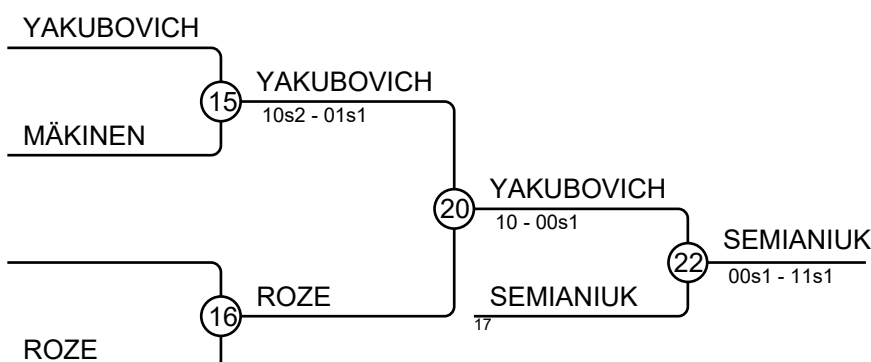 YAKUBOVICH
15
YAKUBOVICH
10s2 - 01s1
MÄKINEN
20
YAKUBOVICH
10 - 00s1
22
SEMIANIUK
00s1 - 11s1
16
ROZE
SEMIANIUK
17
ROZE